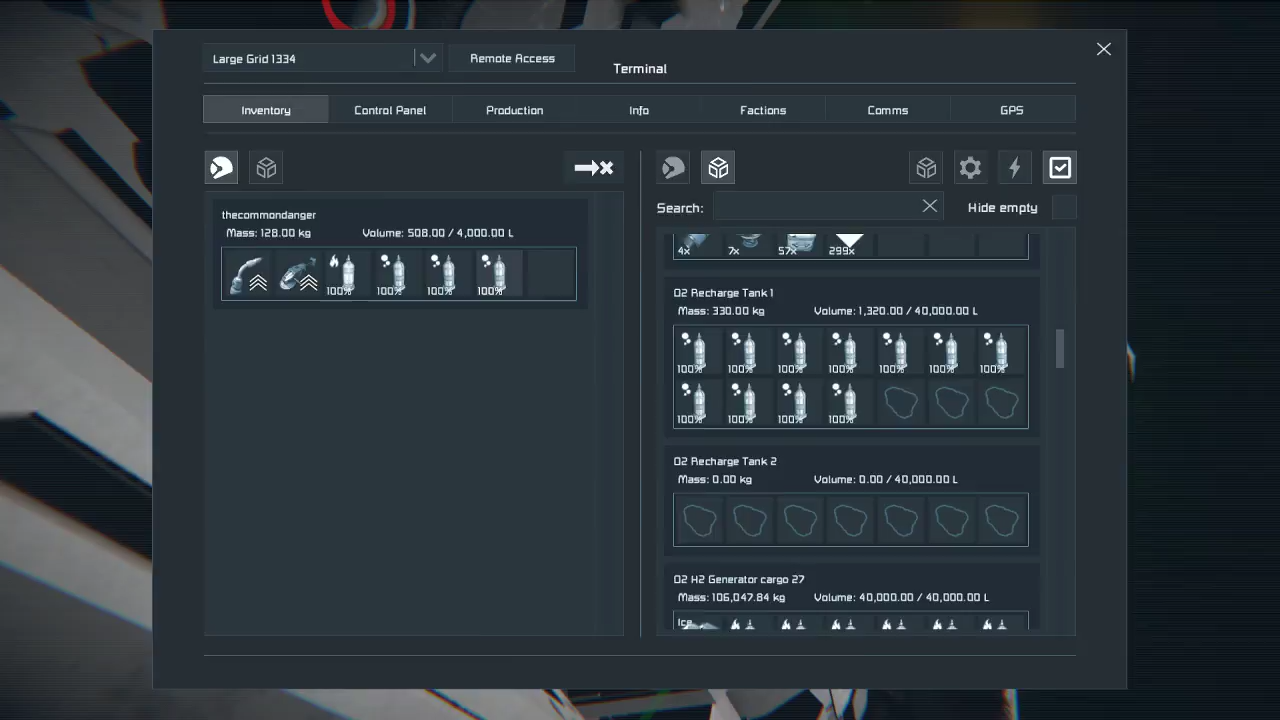 Large Grid 1334
Remote Access
Terminal
Inventory
Control Panel
Production
Info
Factions
Comms
GPS
Search:
Hide empty
thecommondanger
Mass: 128.00 kg Volume: 508.00 / 4,000.00 L
100% 100% 100% 100%
4x 7x 57x 299x
O2 Recharge Tank 1
Mass: 330.00 kg Volume: 1,320.00 / 40,000.00 L
100% 100% 100% 100% 100% 100% 100%
100% 100% 100% 100%
O2 Recharge Tank 2
Mass: 0.00 kg Volume: 0.00 / 40,000.00 L
O2 H2 Generator cargo 27
Mass: 106,047.84 kg Volume: 40,000.00 / 40,000.00 L
Ice